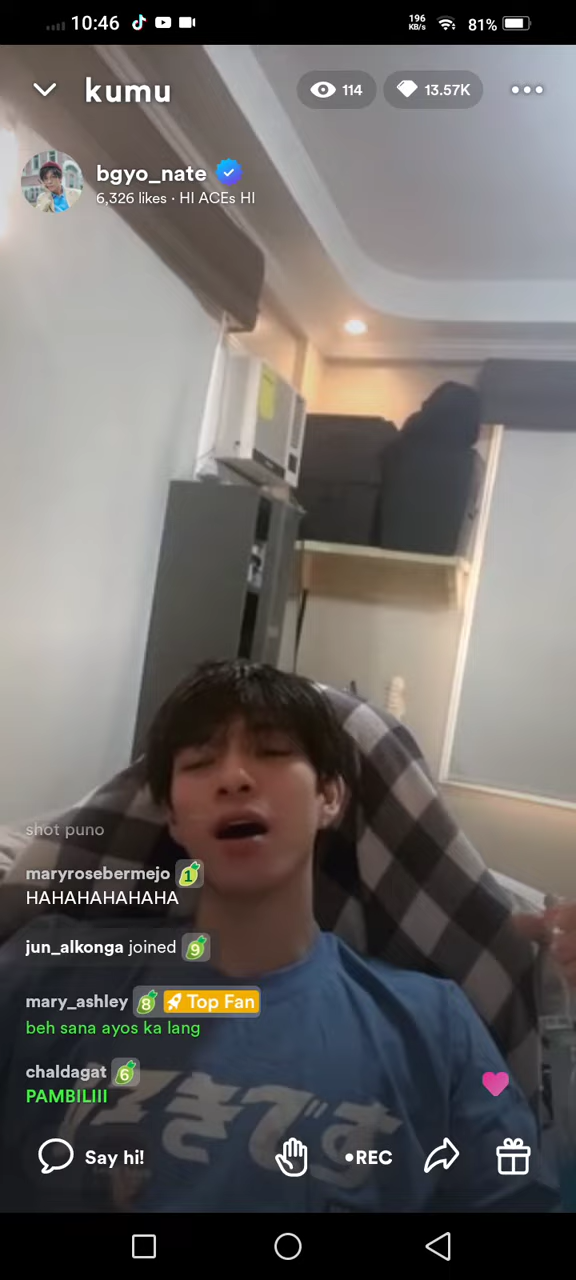 10:46
196
KB/s
81%
kumu
114
13.57K
bgyo_nate
6,326 likes · HI ACEs HI
shot puno
maryrosebermejo 1
HAHAHAHAHAHA
jun_alkonga joined 9
mary_ashley 8 Top Fan
beh sana ayos ka lang
chaldagat 6
PAMBILIII
Say hi!
•REC